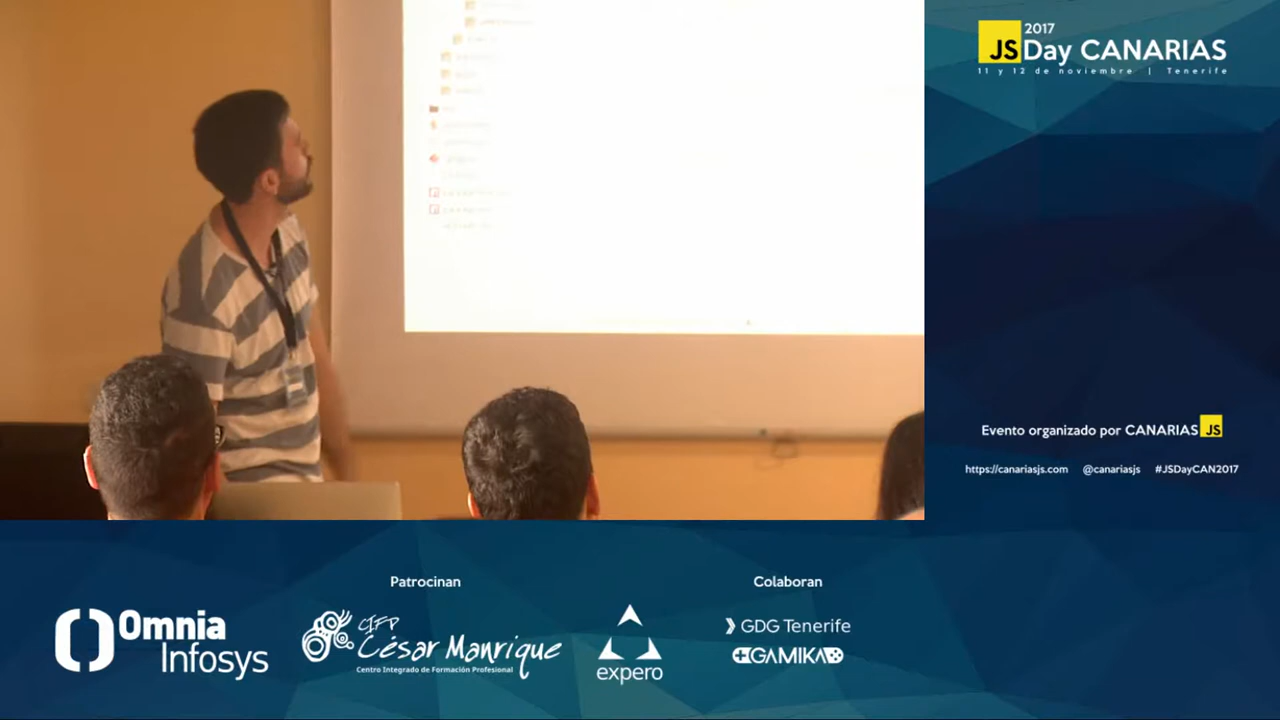 2017
JS Day CANARIAS
11 y 12 de noviembre | Tenerife
Evento organizado por CANARIAS JS
https://canariasjs.com @canariasjs #JSDayCAN2017
Patrocinan
Colaboran
Omnia
Infosys
CIFP
César Manrique
Centro Integrado de Formación Profesional
expero
GDG Tenerife
GAMIKA